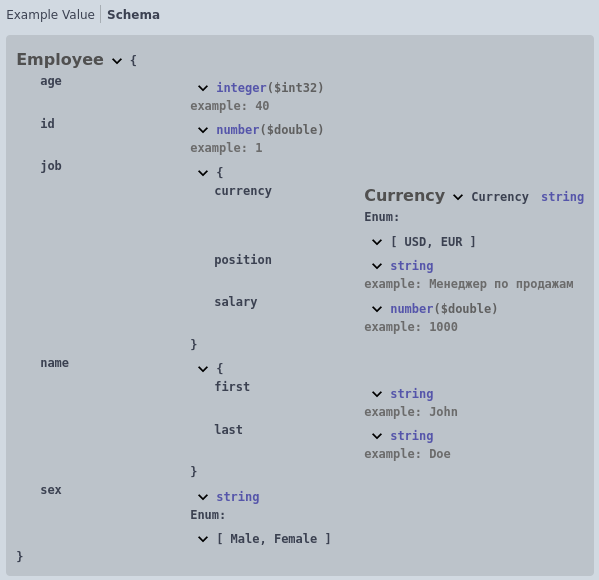 Example Value Schema
Employee {
age integer($int32)
example: 40
id number($double)
example: 1
job {
currency Currency Currency string
Enum:
[ USD, EUR ]
position string
example: Менеджер по продажам
salary number($double)
example: 1000
}
name {
first string
example: John
last string
example: Doe
}
sex string
Enum:
[ Male, Female ]
}